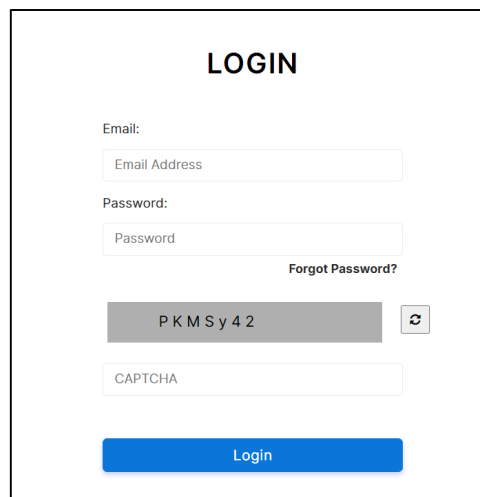 LOGIN
Email:
Email Address
Password:
Password
Forgot Password?
P K M S y 4 2
CAPTCHA
Login